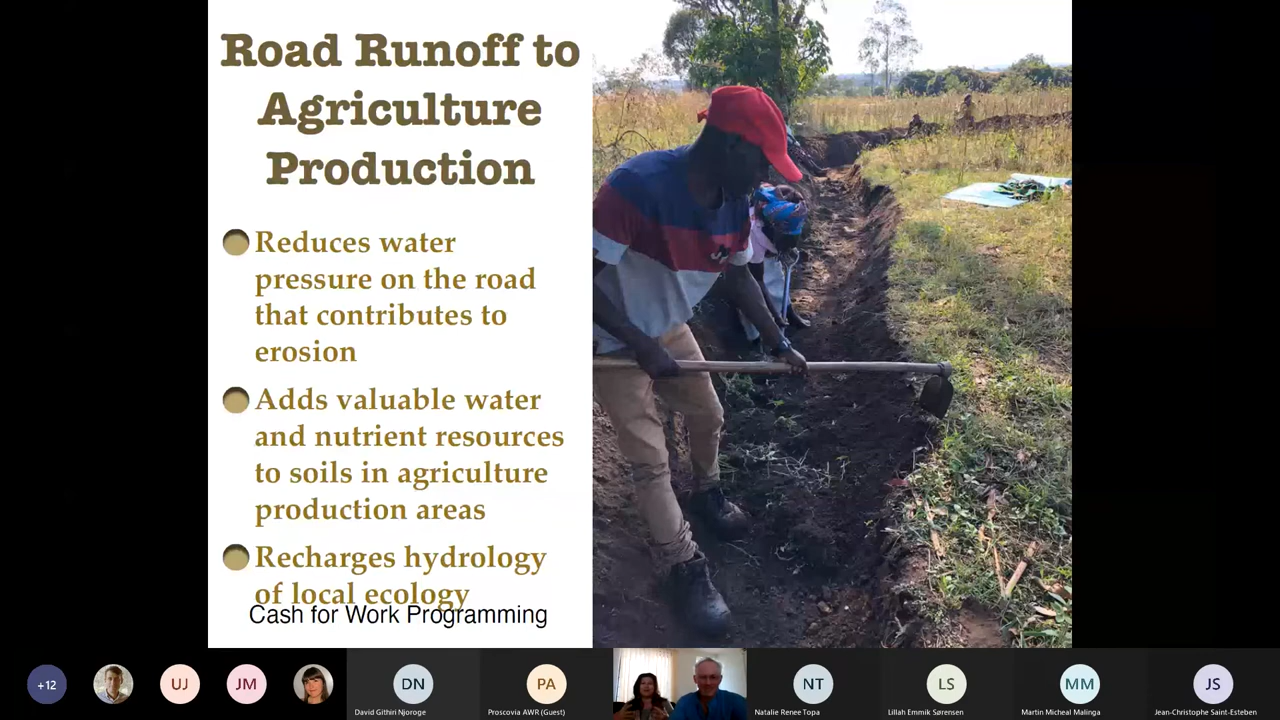 Road Runoff to
Agriculture
Production
Reduces water
pressure on the road
that contributes to
erosion
Adds valuable water
and nutrient resources
to soils in agriculture
production areas
Recharges hydrology
of local ecology
Cash for Work Programming
+12
UJ
JM
DN
David Githiri Njoroge
PA
Proscovia AWR (Guest)
NT
Natalie Renee Topa
LS
Lillah Emmik Sørensen
MM
Martin Micheal Malinga
JS
Jean-Christophe Saint-Esteben